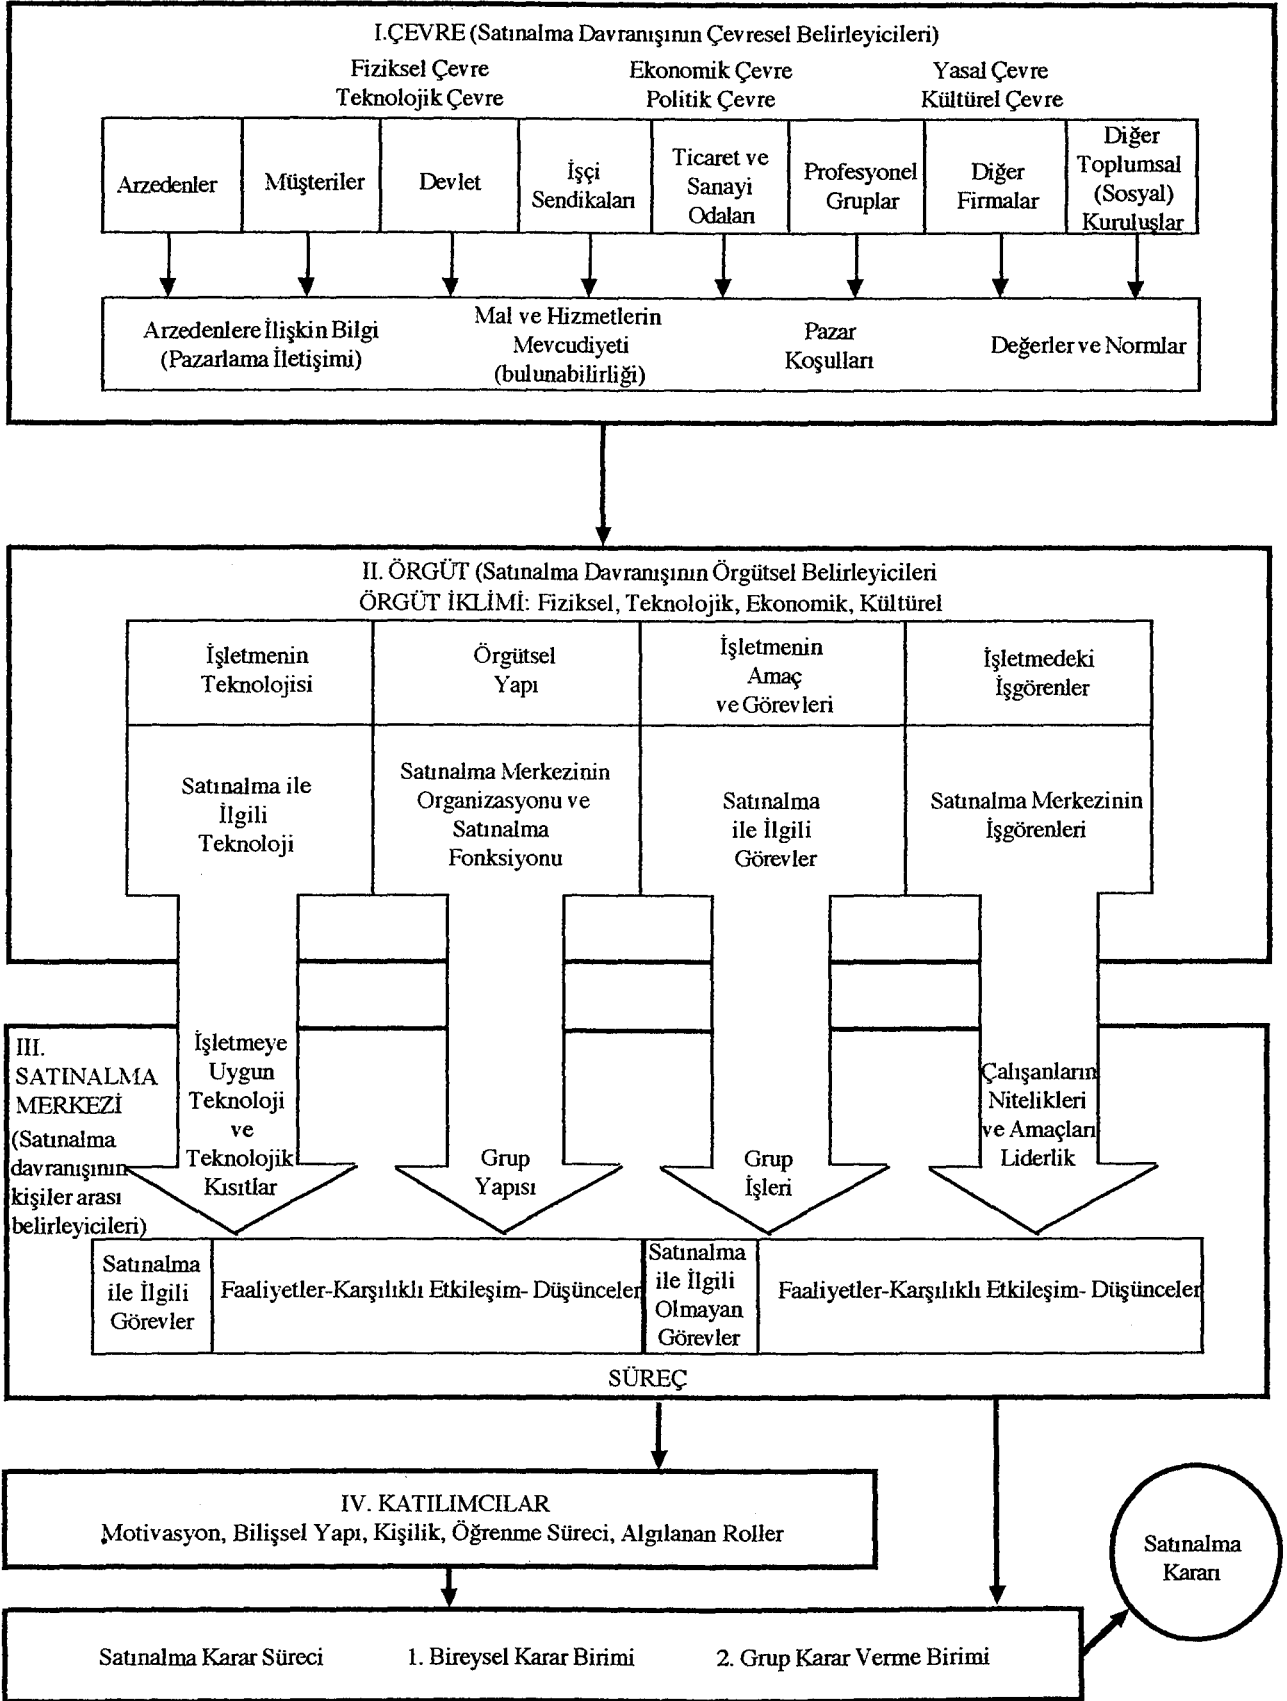 I.ÇEVRE (Satınalma Davranışının Çevresel Belirleyicileri)
Fiziksel Çevre
Teknolojik Çevre
Ekonomik Çevre
Politik Çevre
Yasal Çevre
Kültürel Çevre
Arzedenler
Müşteriler
Devlet
İşçi
Sendikaları
Ticaret ve
Sanayi
Odaları
Profesyonel
Gruplar
Diğer
Firmalar
Diğer
Toplumsal
(Sosyal)
Kuruluşlar
Arzedenlere İlişkin Bilgi
(Pazarlama İletişimi)
Mal ve Hizmetlerin
Mevcudiyeti
(bulunabilirliği)
Pazar
Koşulları
Değerler ve Normlar
II. ÖRGÜT (Satınalma Davranışının Örgütsel Belirleyicileri
ÖRGÜT İKLİMİ: Fiziksel, Teknolojik, Ekonomik, Kültürel
İşletmenin
Teknolojisi
Örgütsel
Yapı
İşletmenin
Amaç
ve Görevleri
İşletmedeki
İşgörenler
Satınalma ile
İlgili
Teknoloji
Satınalma Merkezinin
Organizasyonu ve
Satınalma
Fonksiyonu
Satınalma
ile İlgili
Görevler
Satınalma Merkezinin
İşgörenleri
III.
SATINALMA
MERKEZİ
(Satınalma
davranışının
kişiler arası
belirleyicileri)
İşletmeye
Uygun
Teknoloji
ve
Teknolojik
Kısıtlar
Grup
Yapısı
Grup
İşleri
Çalışanların
Nitelikleri
ve Amaçları
Liderlik
Satınalma
ile İlgili
Görevler
Faaliyetler-Karşılıklı Etkileşim- Düşünceler
Satınalma
ile İlgili
Olmayan
Görevler
Faaliyetler-Karşılıklı Etkileşim- Düşünceler
SÜREÇ
IV. KATILIMCILAR
Motivasyon, Bilişsel Yapı, Kişilik, Öğrenme Süreci, Algılanan Roller
Satınalma
Kararı
Satınalma Karar Süreci 1. Bireysel Karar Birimi 2. Grup Karar Verme Birimi